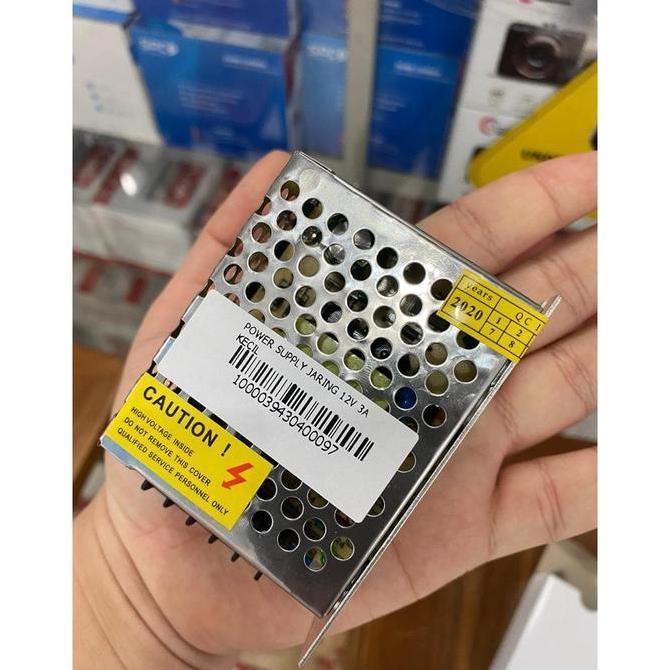 years
QC
2020
1
2
7
8
POWER SUPPLY JARING 12V 3A
KECIL
1000039430400097
CAUTION !
HIGH VOLTAGE INSIDE
DO NOT REMOVE THIS COVER
QUALIFIED SERVICE PERSONNEL ONLY